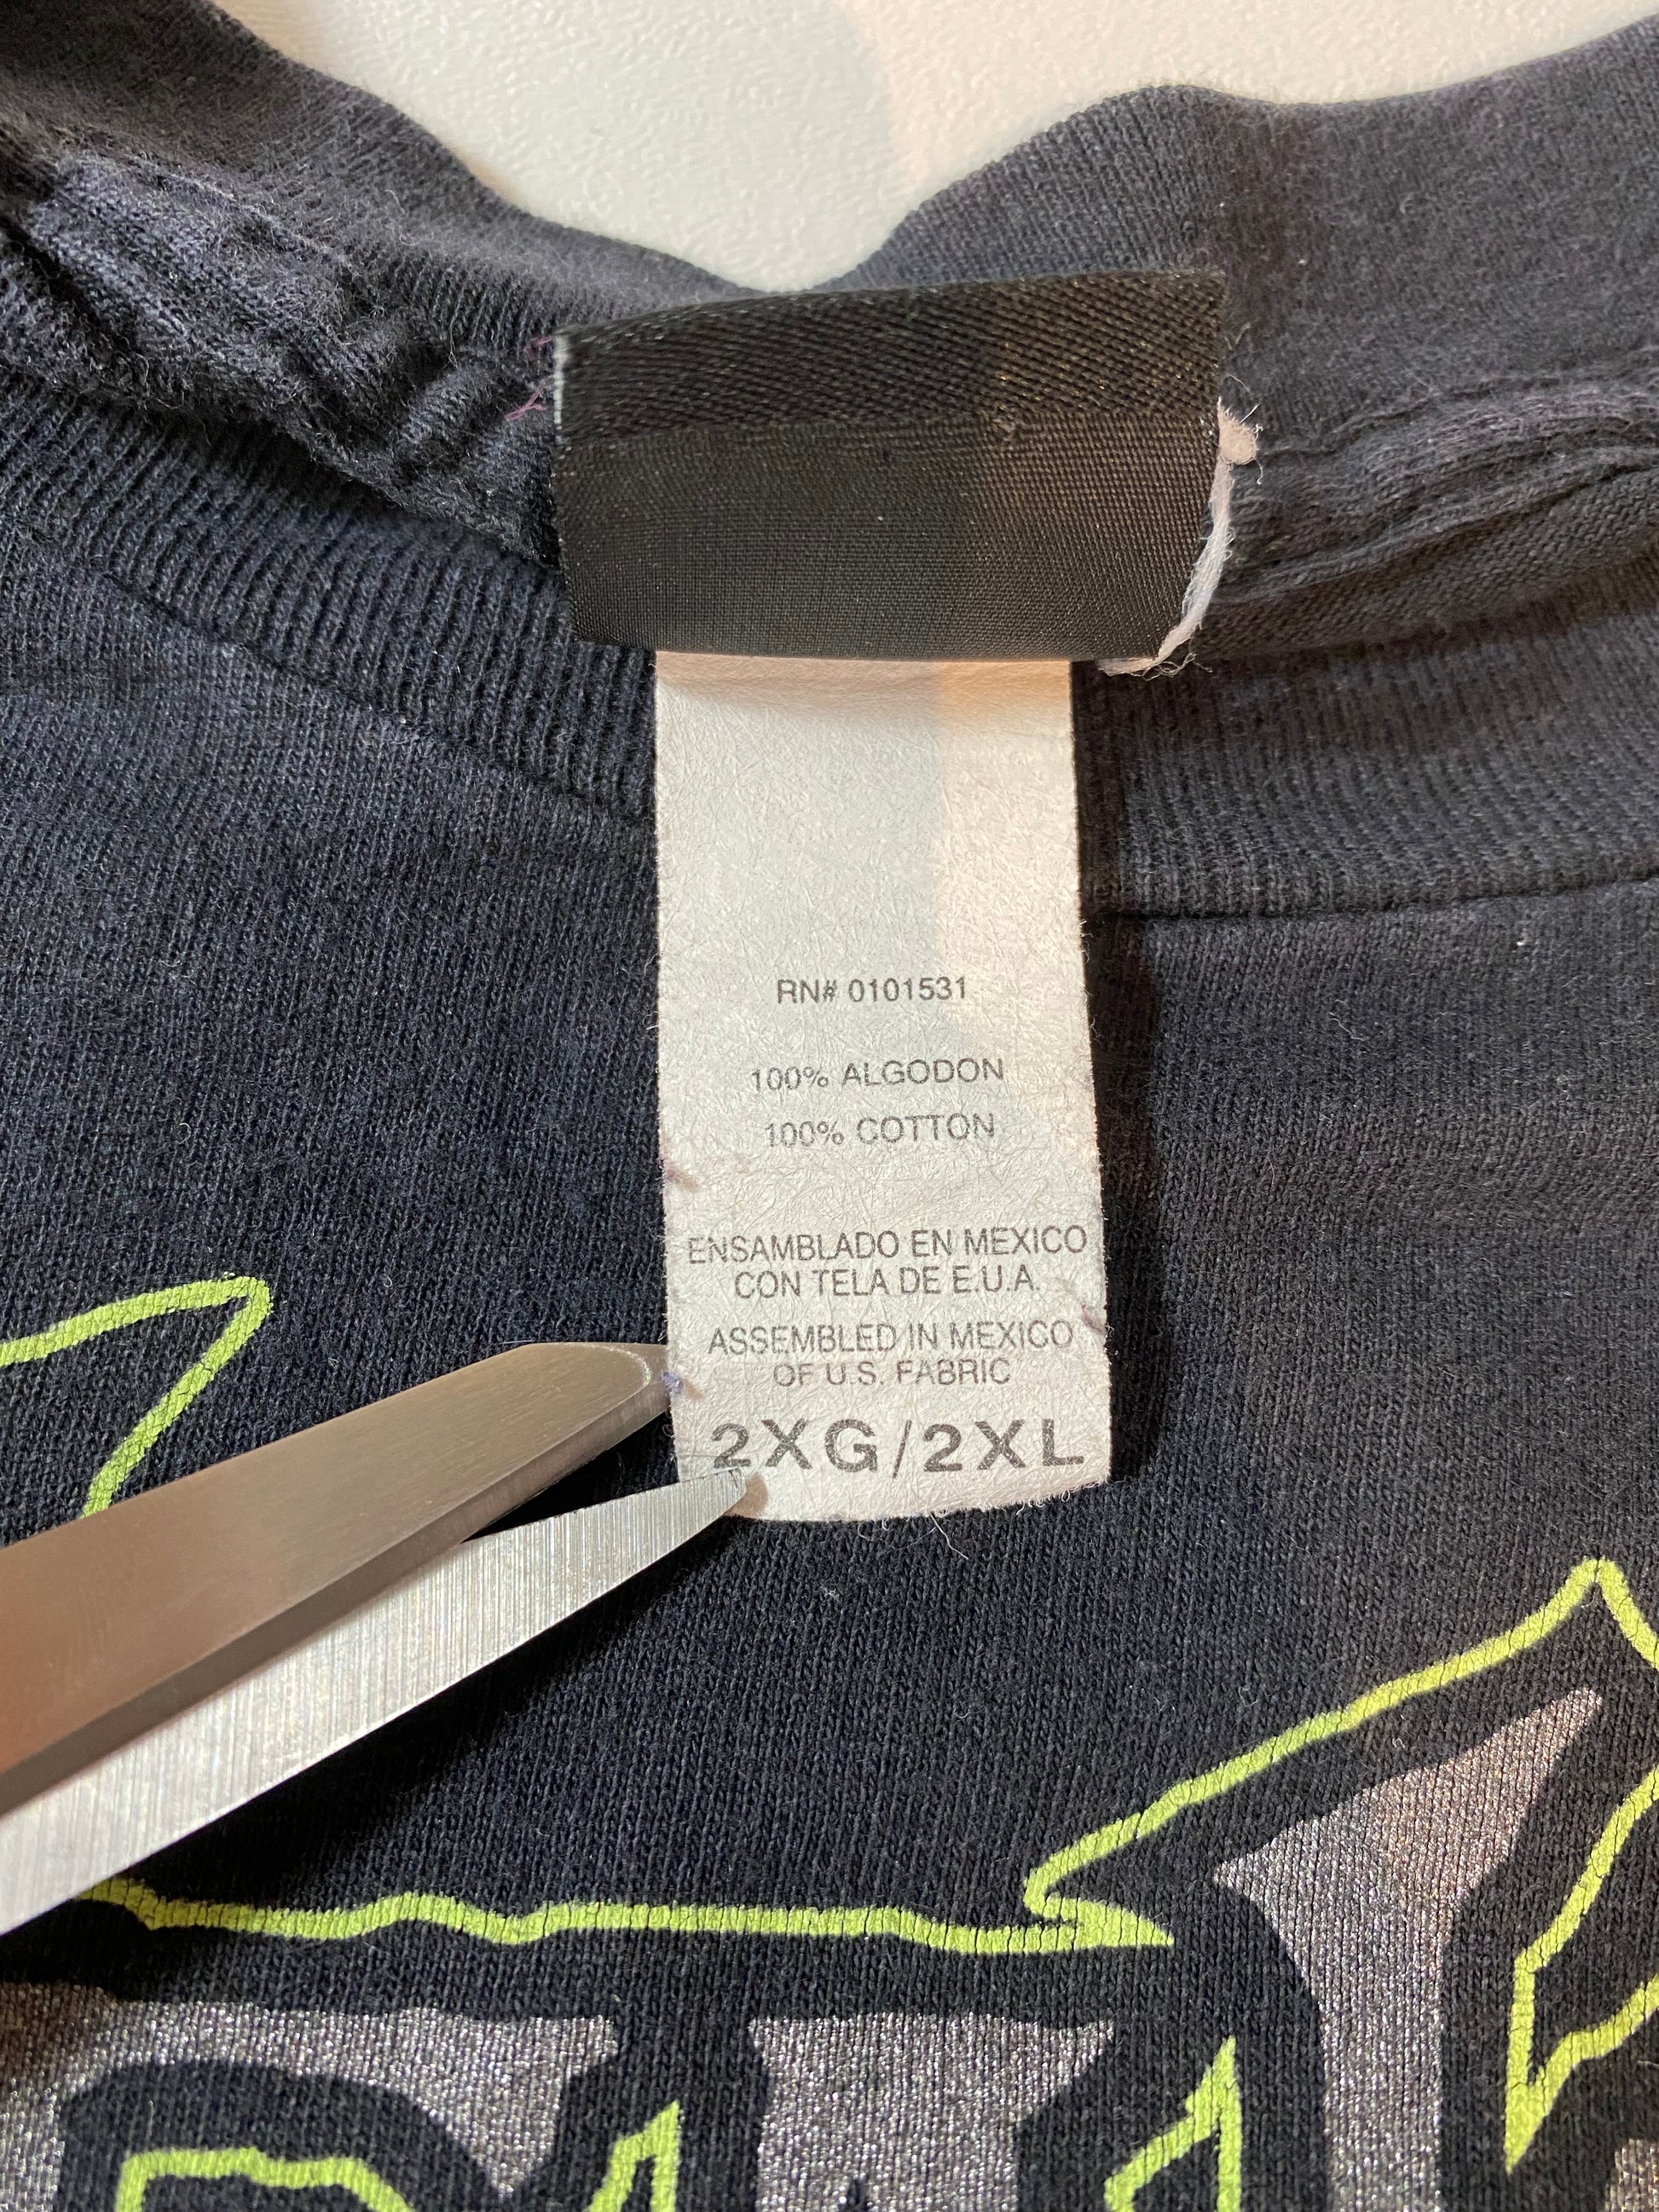 RN# 0101531
100% ALGODON
100% COTTON
ENSAMBLADO EN MEXICO
CON TELA DE E.U.A.
ASSEMBLED IN MEXICO
OF U.S. FABRIC
2XG/2XL